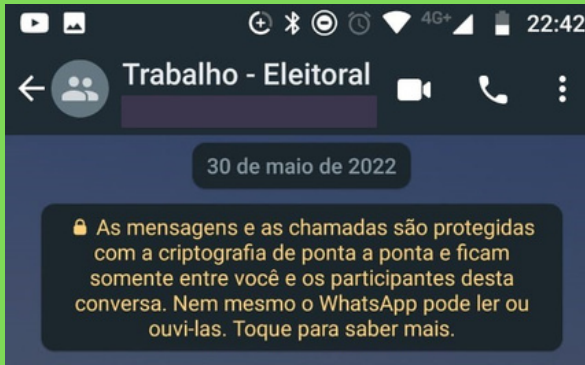 4G+ 22:42
Trabalho - Eleitoral
30 de maio de 2022
As mensagens e as chamadas são protegidas
com a criptografia de ponta a ponta e ficam
somente entre você e os participantes desta
conversa. Nem mesmo o WhatsApp pode ler ou
ouvi-las. Toque para saber mais.